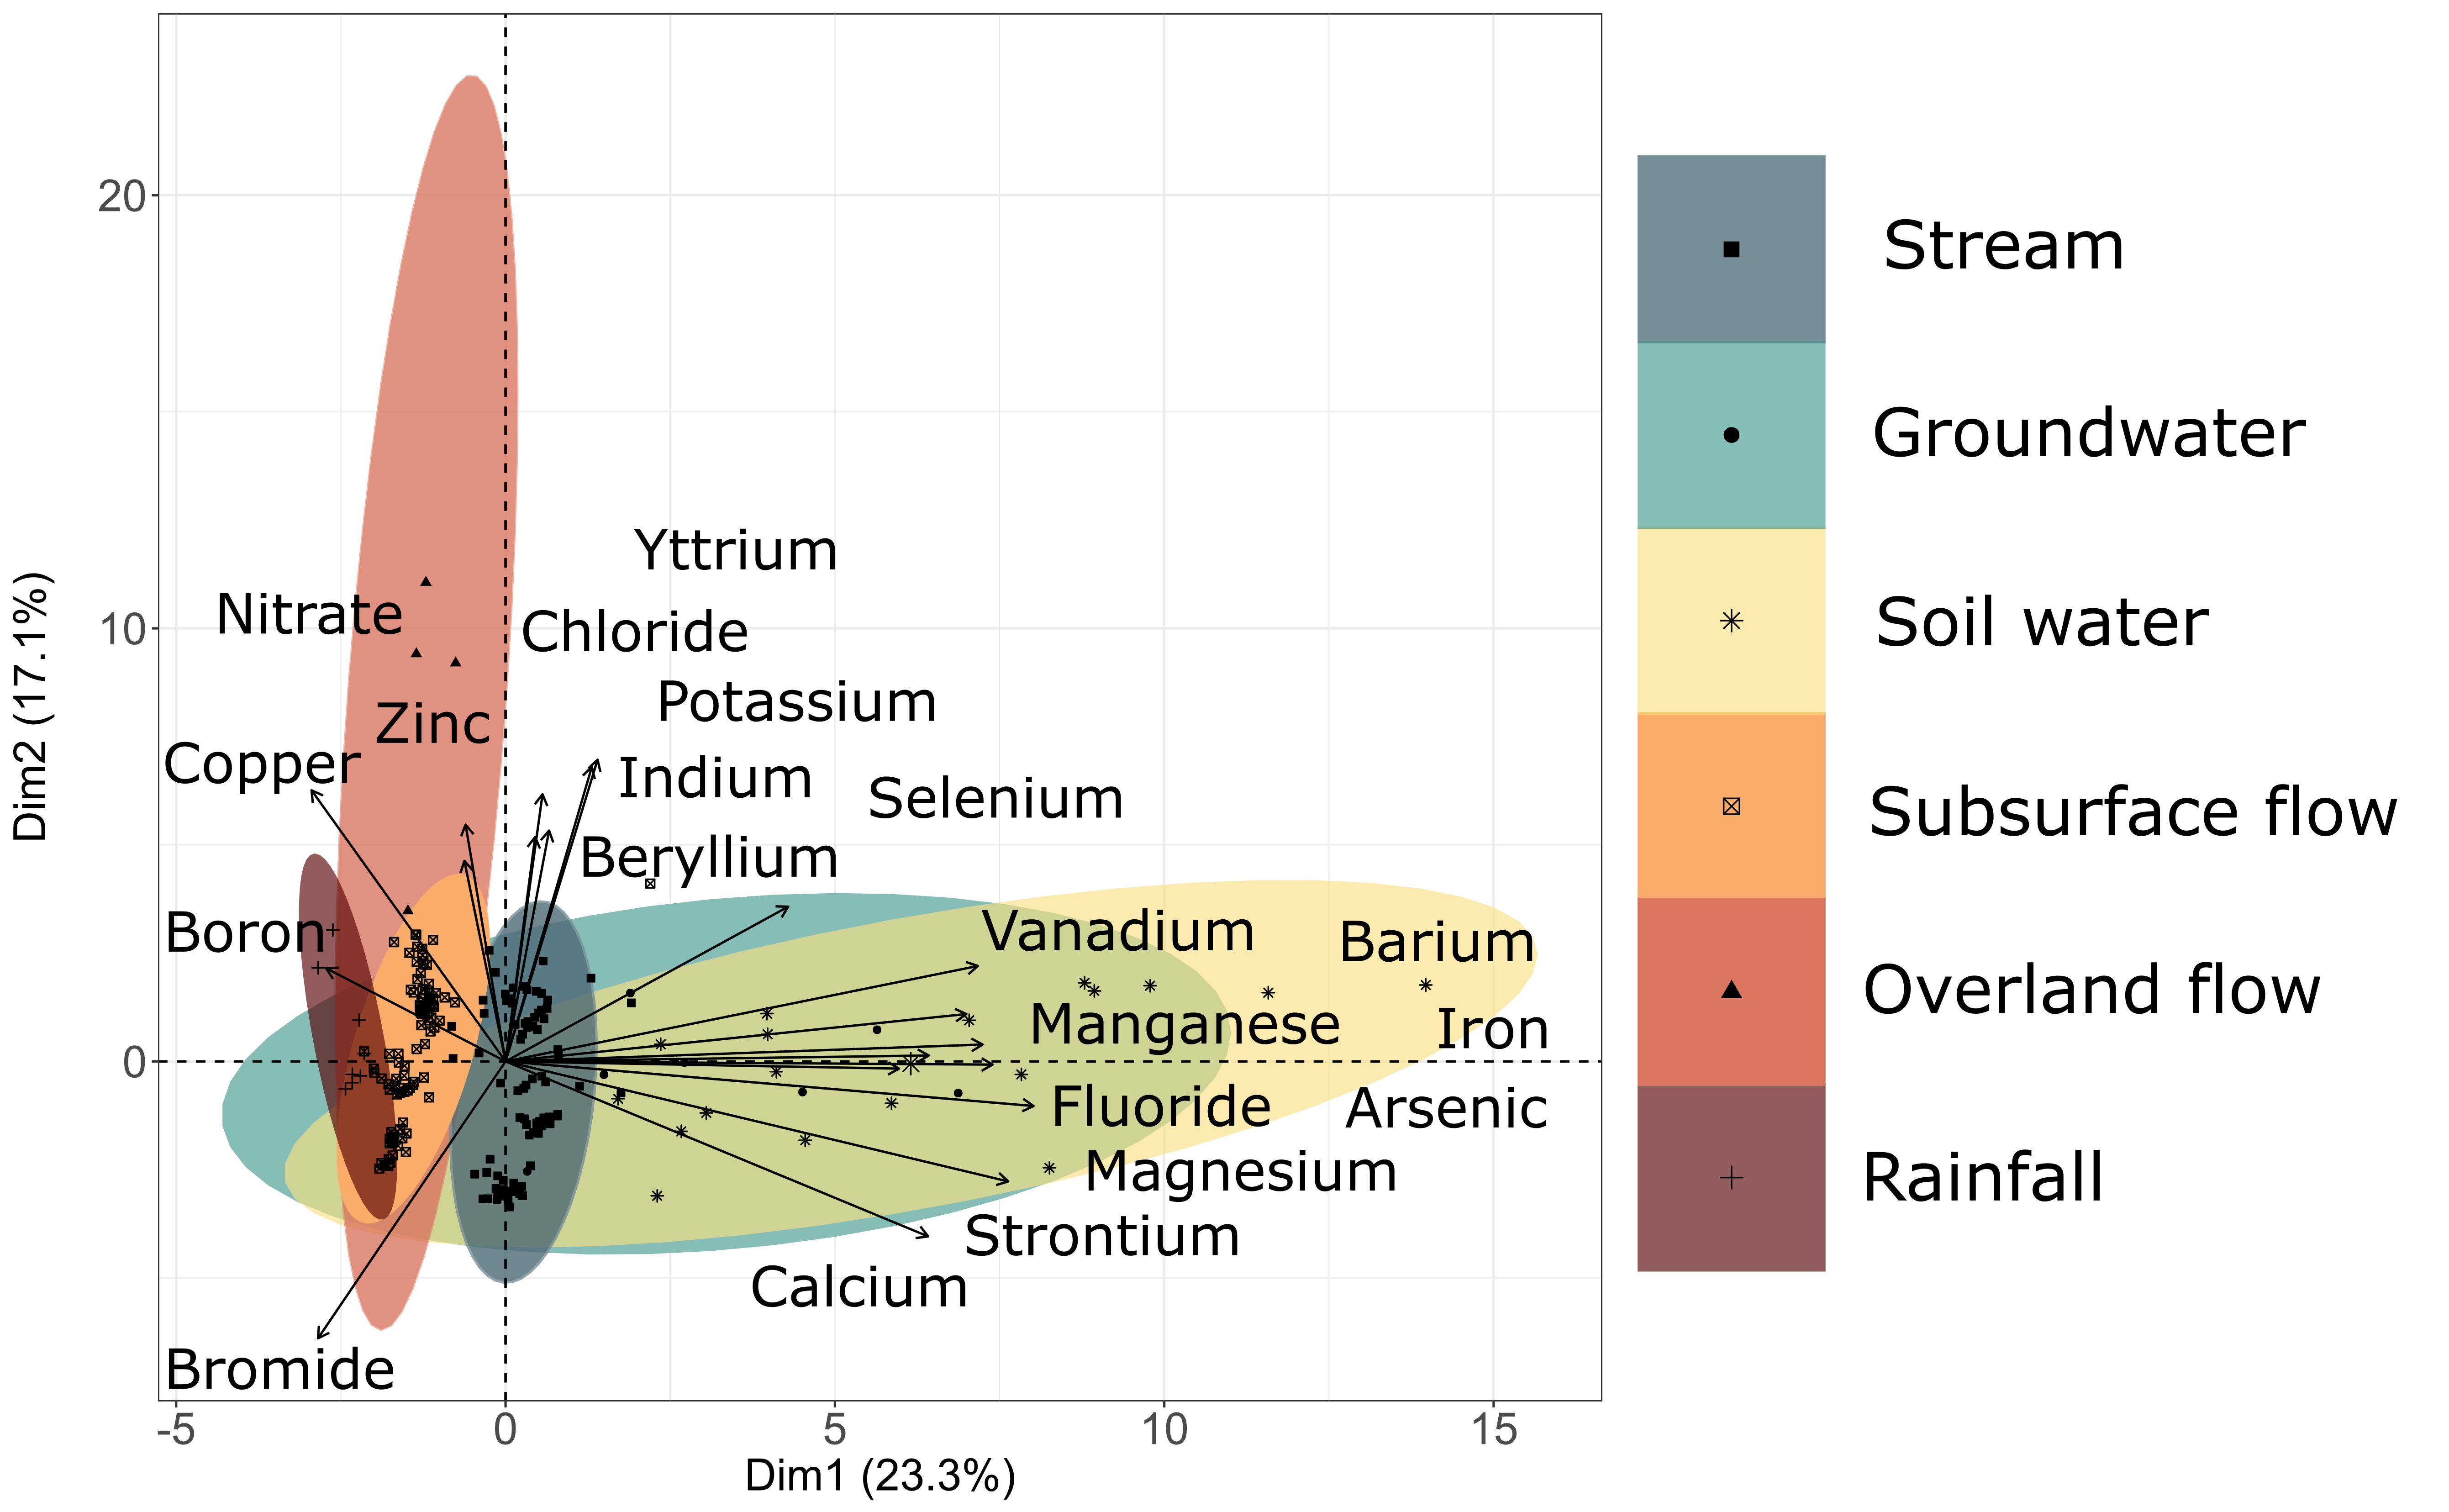 20
10
0
Dim2 (17.1%)
Yttrium
Nitrate
Chloride
Potassium
Zinc
Copper
Indium
Selenium
Beryllium
Boron
Vanadium
Barium
Manganese
Iron
Fluoride
Arsenic
Magnesium
Strontium
Calcium
Bromide
-5
0
5
10
15
Dim1 (23.3%)
Stream
Groundwater
Soil water
Subsurface flow
Overland flow
Rainfall